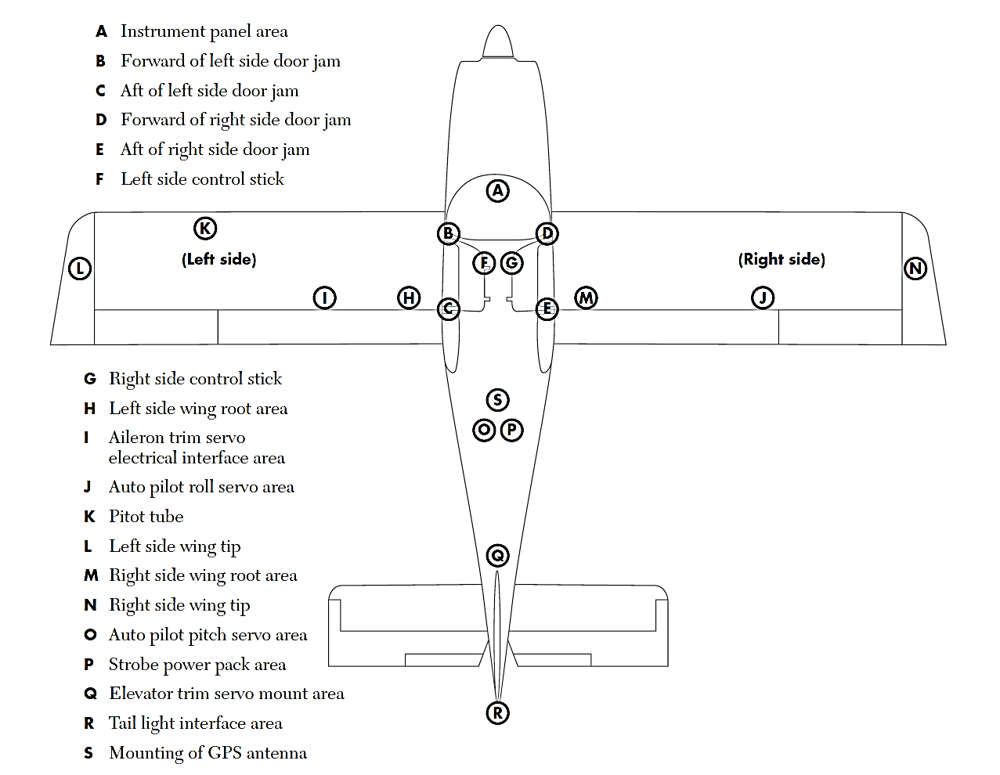 A Instrument panel area
B Forward of left side door jam
C Aft of left side door jam
D Forward of right side door jam
E Aft of right side door jam
F Left side control stick
A
K
B
D
(Left side)
(Right side)
L
F
G
N
I
H
C
E
M
J
G Right side control stick
H Left side wing root area
I Aileron trim servo
electrical interface area
J Auto pilot roll servo area
K Pitot tube
L Left side wing tip
M Right side wing root area
N Right side wing tip
O Auto pilot pitch servo area
P Strobe power pack area
Q Elevator trim servo mount area
R Tail light interface area
S Mounting of GPS antenna
S
O
P
Q
R